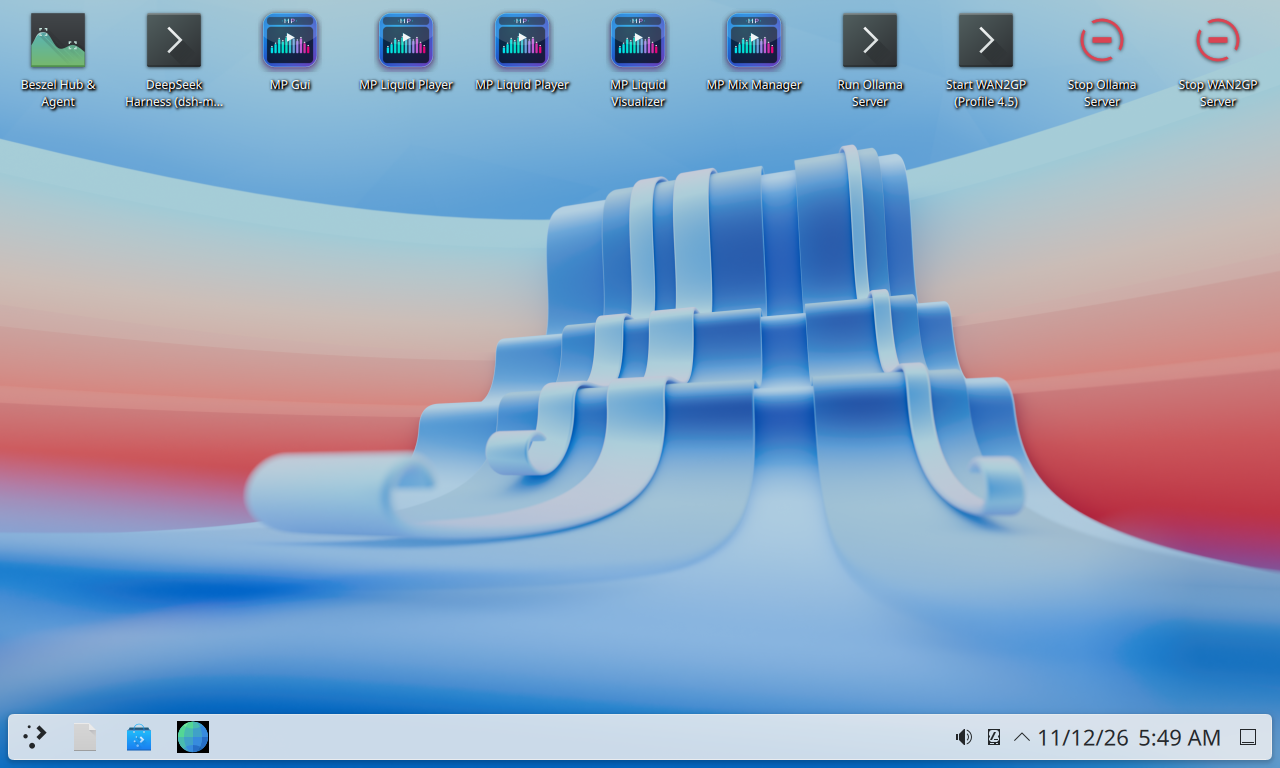 Beszel Hub &
Agent
DeepSeek
Harness (dsh-m...
MP Gui
MP Liquid Player
MP Liquid Player
MP Liquid
Visualizer
MP Mix Manager
Run Ollama
Server
Start WAN2GP
(Profile 4.5)
Stop Ollama
Server
Stop WAN2GP
Server
11/12/26 5:49 AM